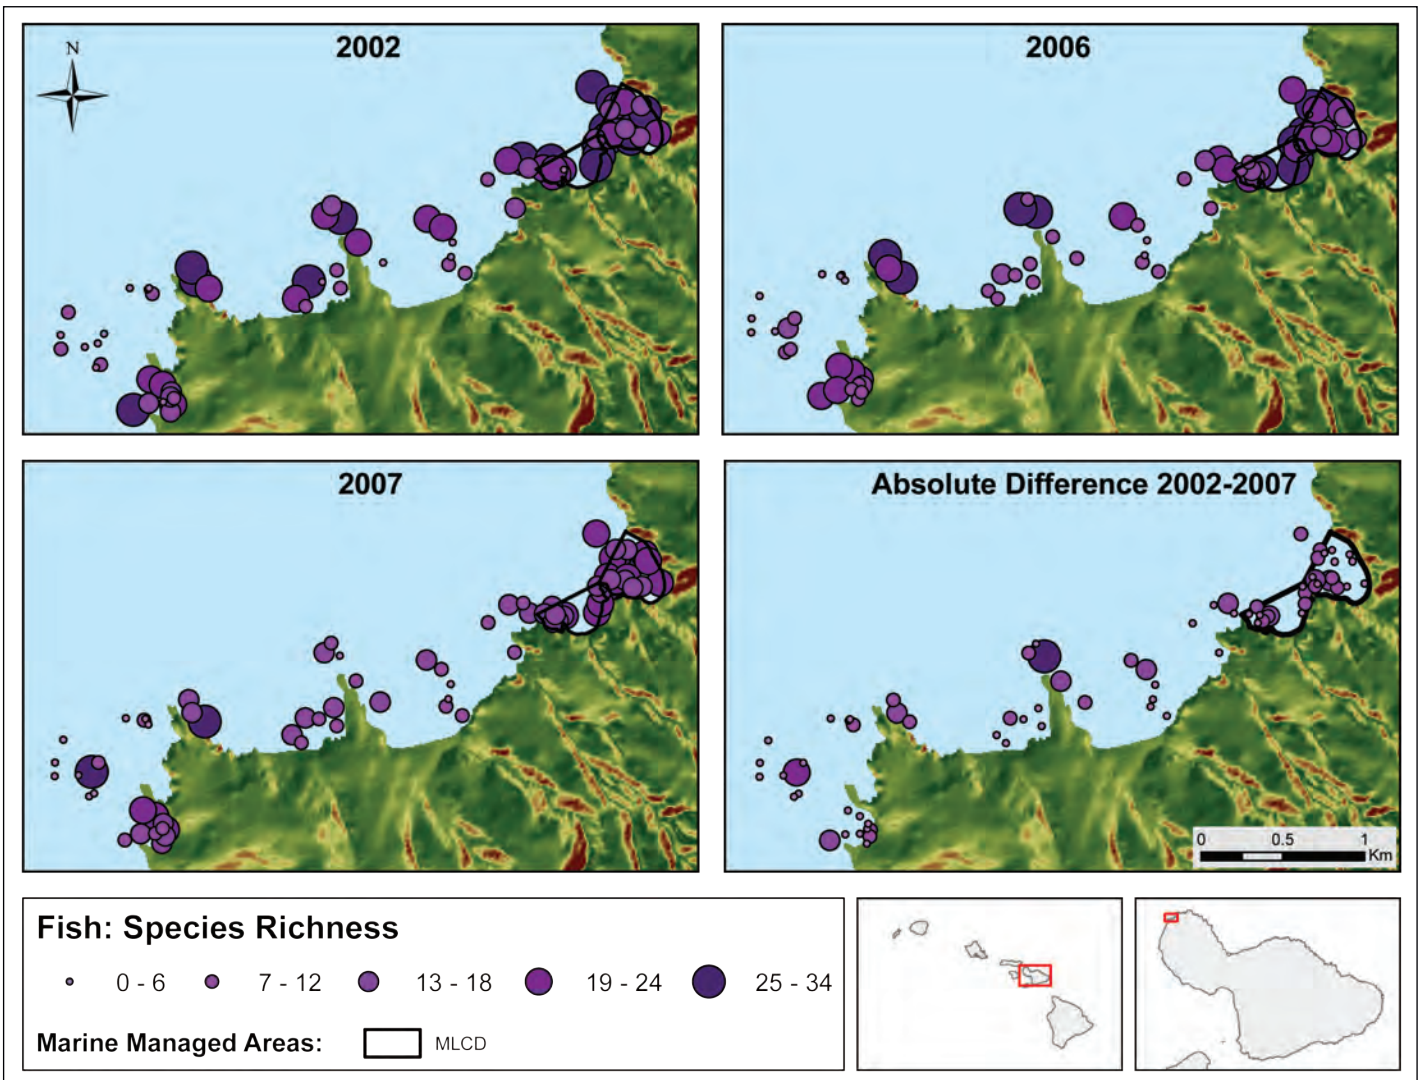 2002
N
2006
2007
Absolute Difference 2002-2007
0 0.5 1
Km
Fish: Species Richness
0 - 6 7 - 12 13 - 18 19 - 24 25 - 34
Marine Managed Areas: MLCD